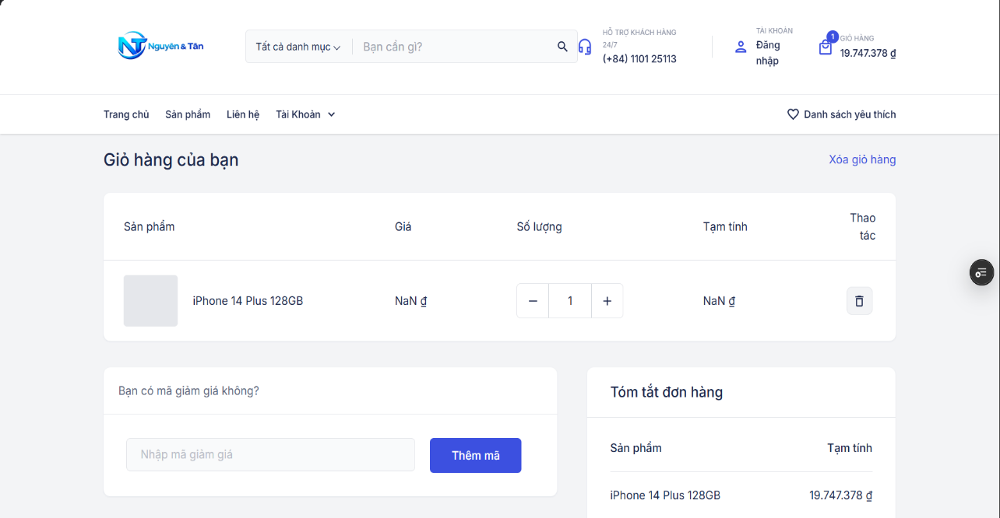 Nguyên & Tân
Tất cả danh mục
Bạn cần gì?
HỖ TRỢ KHÁCH HÀNG
24/7
(+84) 1101 25113
TÀI KHOẢN
Đăng
nhập
1
GIỎ HÀNG
19.747.378 ₫
Trang chủ Sản phẩm Liên hệ Tài Khoản
Danh sách yêu thích
Giỏ hàng của bạn
Xóa giỏ hàng
Sản phẩm Giá Số lượng Tạm tính Thao
tác
iPhone 14 Plus 128GB NaN ₫ − 1 + NaN ₫
Bạn có mã giảm giá không?
Nhập mã giảm giá
Thêm mã
Tóm tắt đơn hàng
Sản phẩm Tạm tính
iPhone 14 Plus 128GB 19.747.378 ₫